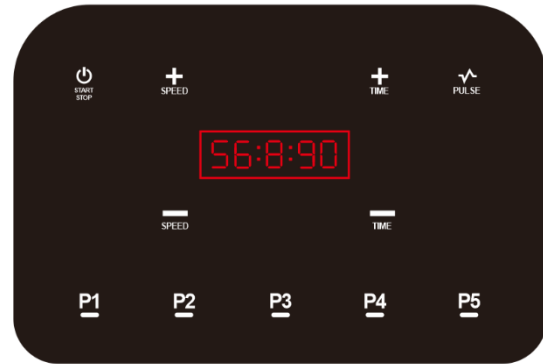 START
STOP
+
SPEED
+
TIME
PULSE
56:8:90
SPEED
TIME
P1 P2 P3 P4 P5